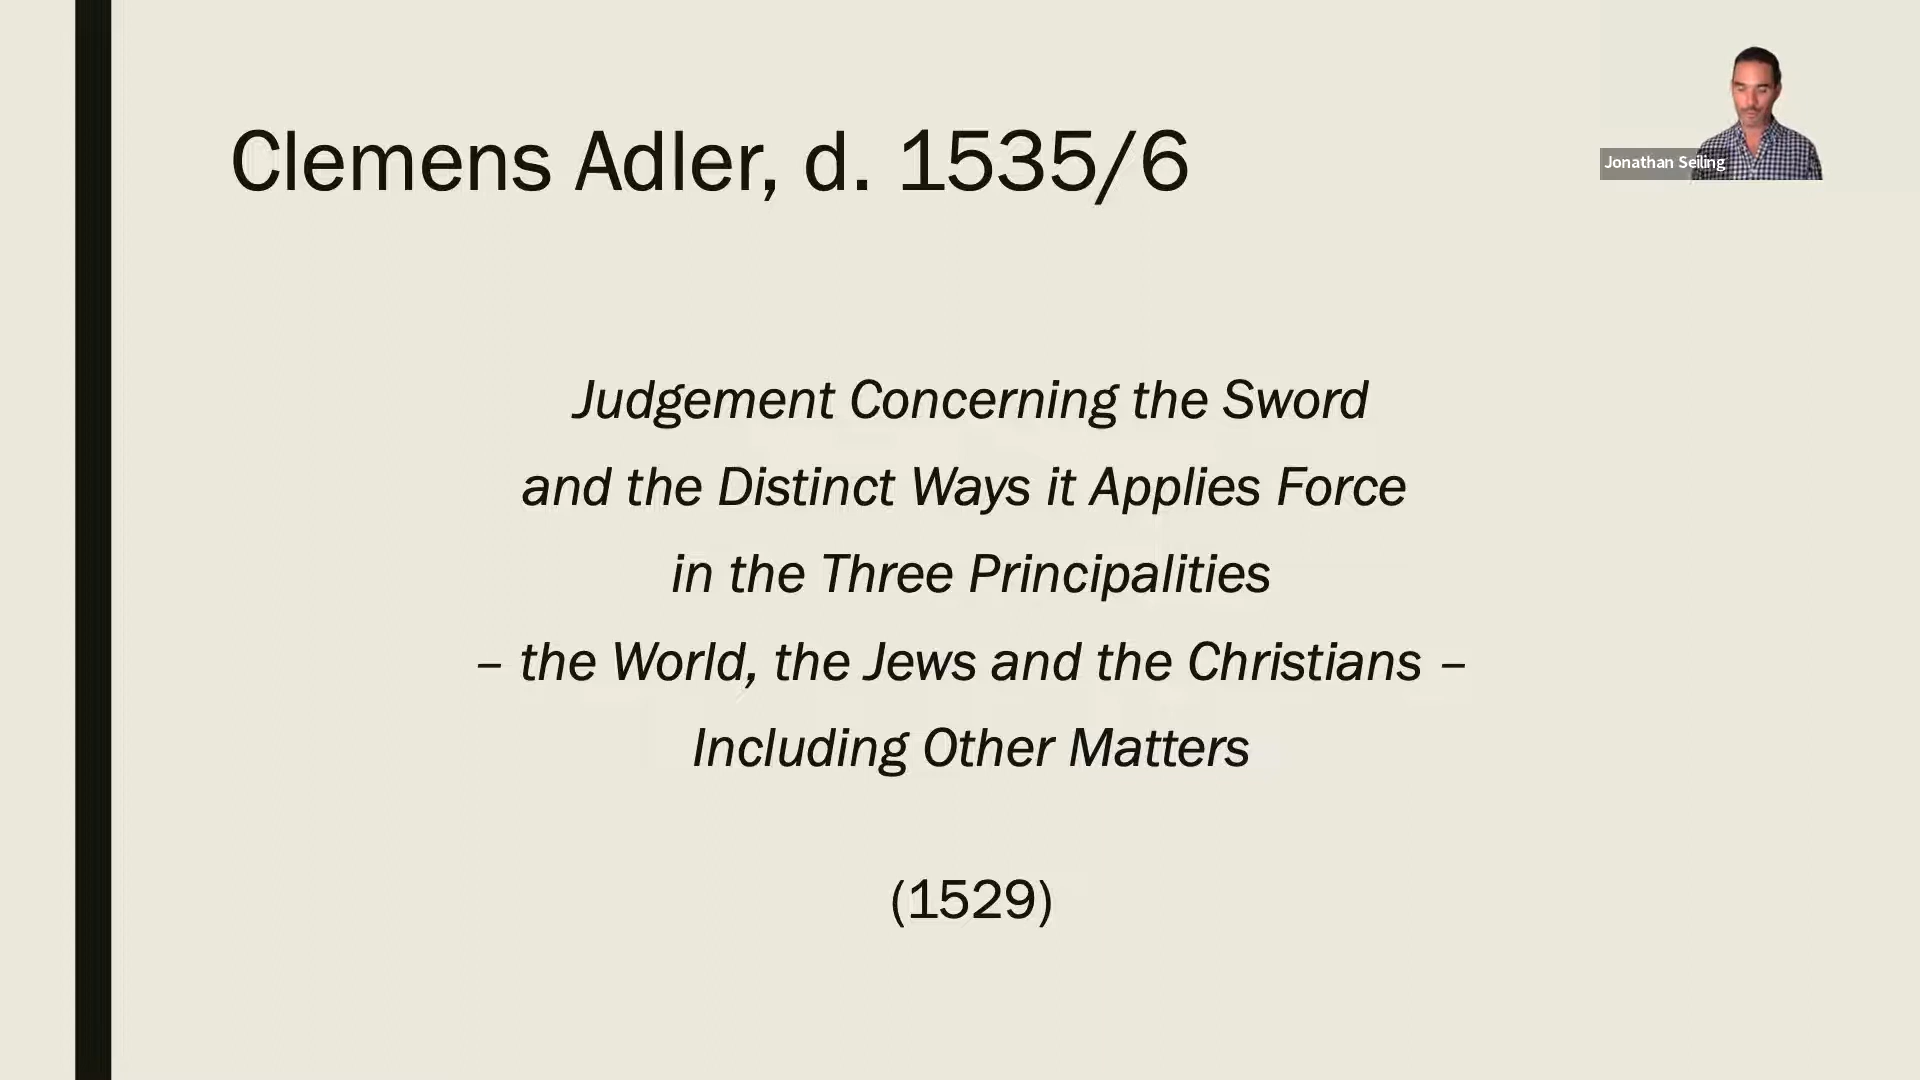 Clemens Adler, d. 1535/6
Jonathan Seiling
Judgement Concerning the Sword
and the Distinct Ways it Applies Force
in the Three Principalities
– the World, the Jews and the Christians –
Including Other Matters
(1529)